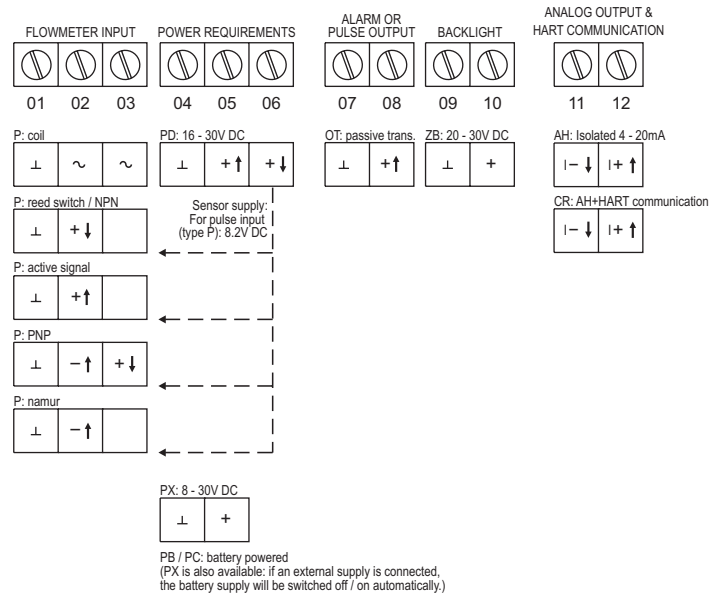 FLOWMETER INPUT
POWER REQUIREMENTS
ALARM OR
PULSE OUTPUT
BACKLIGHT
ANALOG OUTPUT &
HART COMMUNICATION
01 02 03 04 05 06 07 08 09 10 11 12
P: coil
⊥ ~ ~
PD: 16 - 30V DC
⊥ +↑ +↓
OT: passive trans.
⊥ +↑
ZB: 20 - 30V DC
⊥ +
AH: Isolated 4 - 20mA
I− ↓ I+ ↑
P: reed switch / NPN
⊥ +↓
Sensor supply:
For pulse input
(type P): 8.2V DC
CR: AH+HART communication
I− ↓ I+ ↑
P: active signal
⊥ +↑
P: PNP
⊥ −↑ +↓
P: namur
⊥ −↑
PX: 8 - 30V DC
⊥ +
PB / PC: battery powered
(PX is also available: if an external supply is connected,
the battery supply will be switched off / on automatically.)